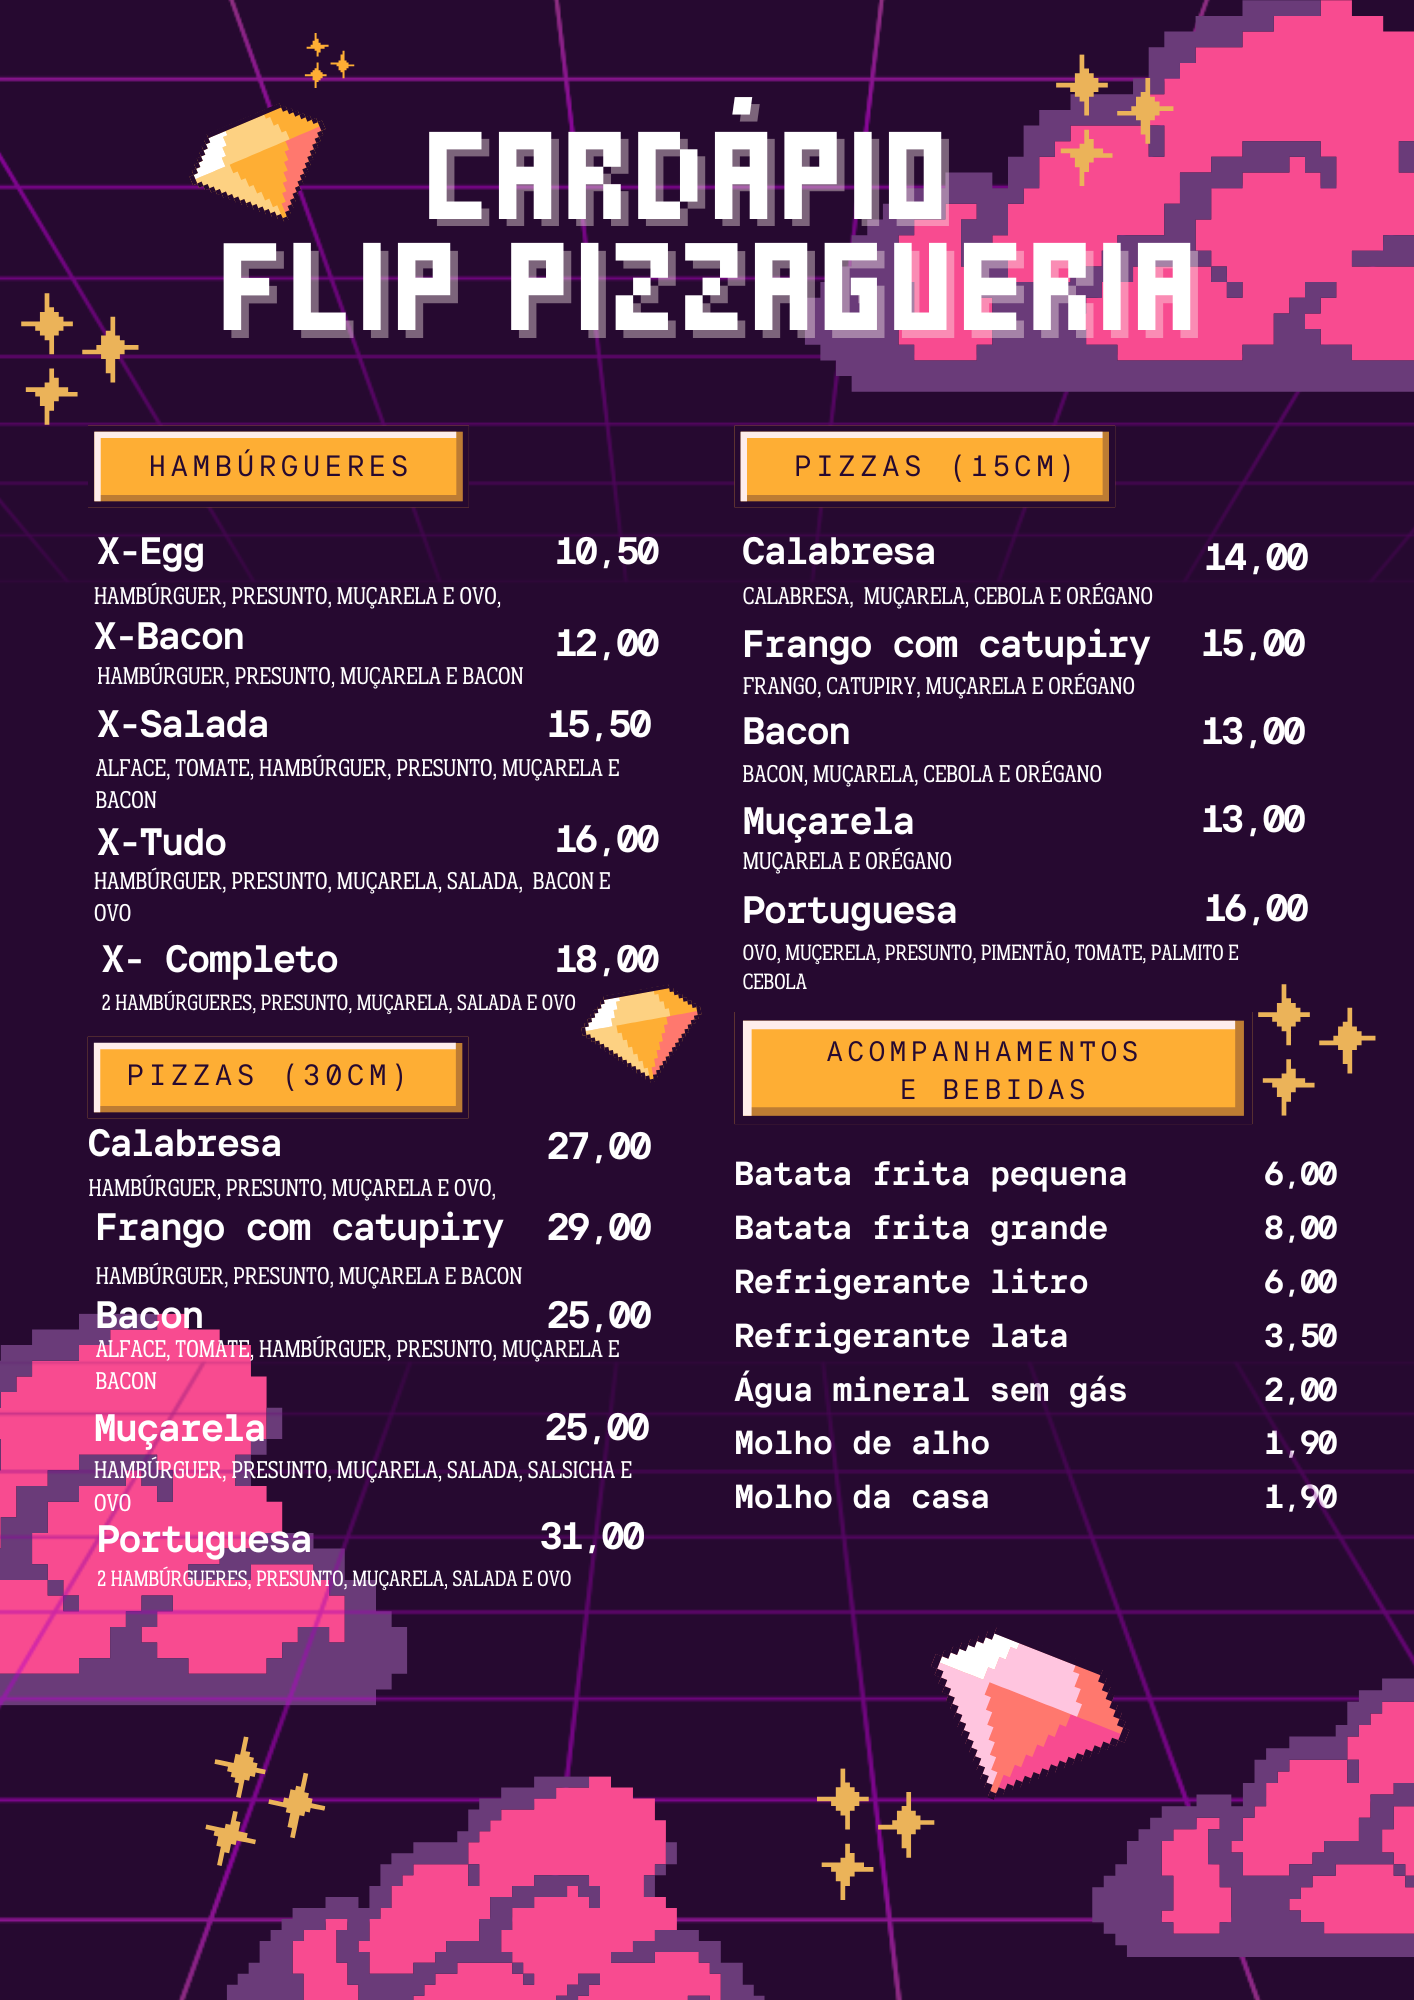 CARDÁPIO
FLIP PIZZAGUERIA
HAMBÚRGUERES
X-Egg 10,50
HAMBÚRGUER, PRESUNTO, MUÇARELA E OVO,
X-Bacon 12,00
HAMBÚRGUER, PRESUNTO, MUÇARELA E BACON
X-Salada 15,50
ALFACE, TOMATE, HAMBÚRGUER, PRESUNTO, MUÇARELA E
BACON
X-Tudo 16,00
HAMBÚRGUER, PRESUNTO, MUÇARELA, SALADA, BACON E
OVO
X- Completo 18,00
2 HAMBÚRGUERES, PRESUNTO, MUÇARELA, SALADA E OVO
PIZZAS (30CM)
Calabresa 27,00
HAMBÚRGUER, PRESUNTO, MUÇARELA E OVO,
Frango com catupiry 29,00
HAMBÚRGUER, PRESUNTO, MUÇARELA E BACON
Bacon 25,00
ALFACE, TOMATE, HAMBÚRGUER, PRESUNTO, MUÇARELA E
BACON
Muçarela 25,00
HAMBÚRGUER, PRESUNTO, MUÇARELA, SALADA, SALSICHA E
OVO
Portuguesa 31,00
2 HAMBÚRGUERES, PRESUNTO, MUÇARELA, SALADA E OVO
PIZZAS (15CM)
Calabresa 14,00
CALABRESA, MUÇARELA, CEBOLA E ORÉGANO
Frango com catupiry 15,00
FRANGO, CATUPIRY, MUÇARELA E ORÉGANO
Bacon 13,00
BACON, MUÇARELA, CEBOLA E ORÉGANO
Muçarela 13,00
MUÇARELA E ORÉGANO
Portuguesa 16,00
OVO, MUÇERELA, PRESUNTO, PIMENTÃO, TOMATE, PALMITO E
CEBOLA
ACOMPANHAMENTOS
E BEBIDAS
Batata frita pequena 6,00
Batata frita grande 8,00
Refrigerante litro 6,00
Refrigerante lata 3,50
Água mineral sem gás 2,00
Molho de alho 1,90
Molho da casa 1,90